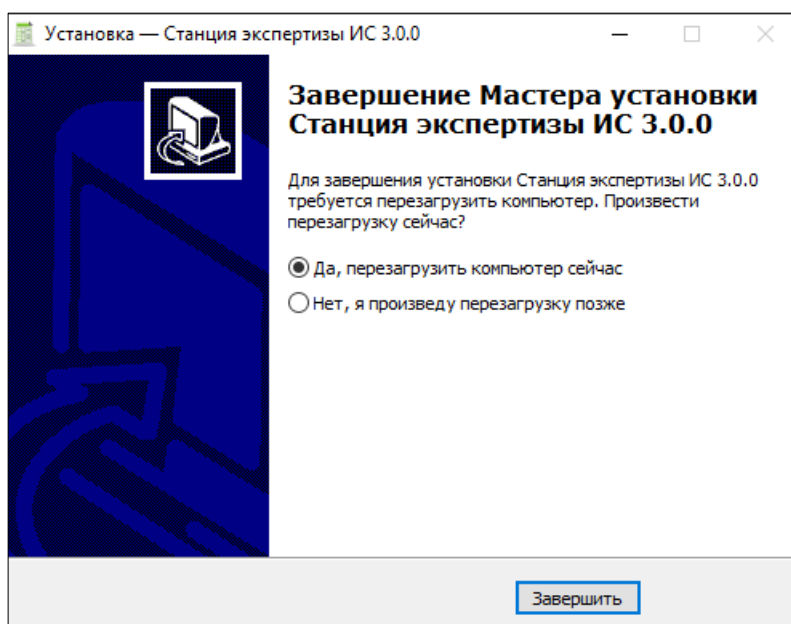 Установка — Станция экспертизы ИС 3.0.0
Завершение Мастера установки
Станция экспертизы ИС 3.0.0
Для завершения установки Станция экспертизы ИС 3.0.0
требуется перезагрузить компьютер. Произвести
перезагрузку сейчас?
Да, перезагрузить компьютер сейчас
Нет, я произведу перезагрузку позже
Завершить